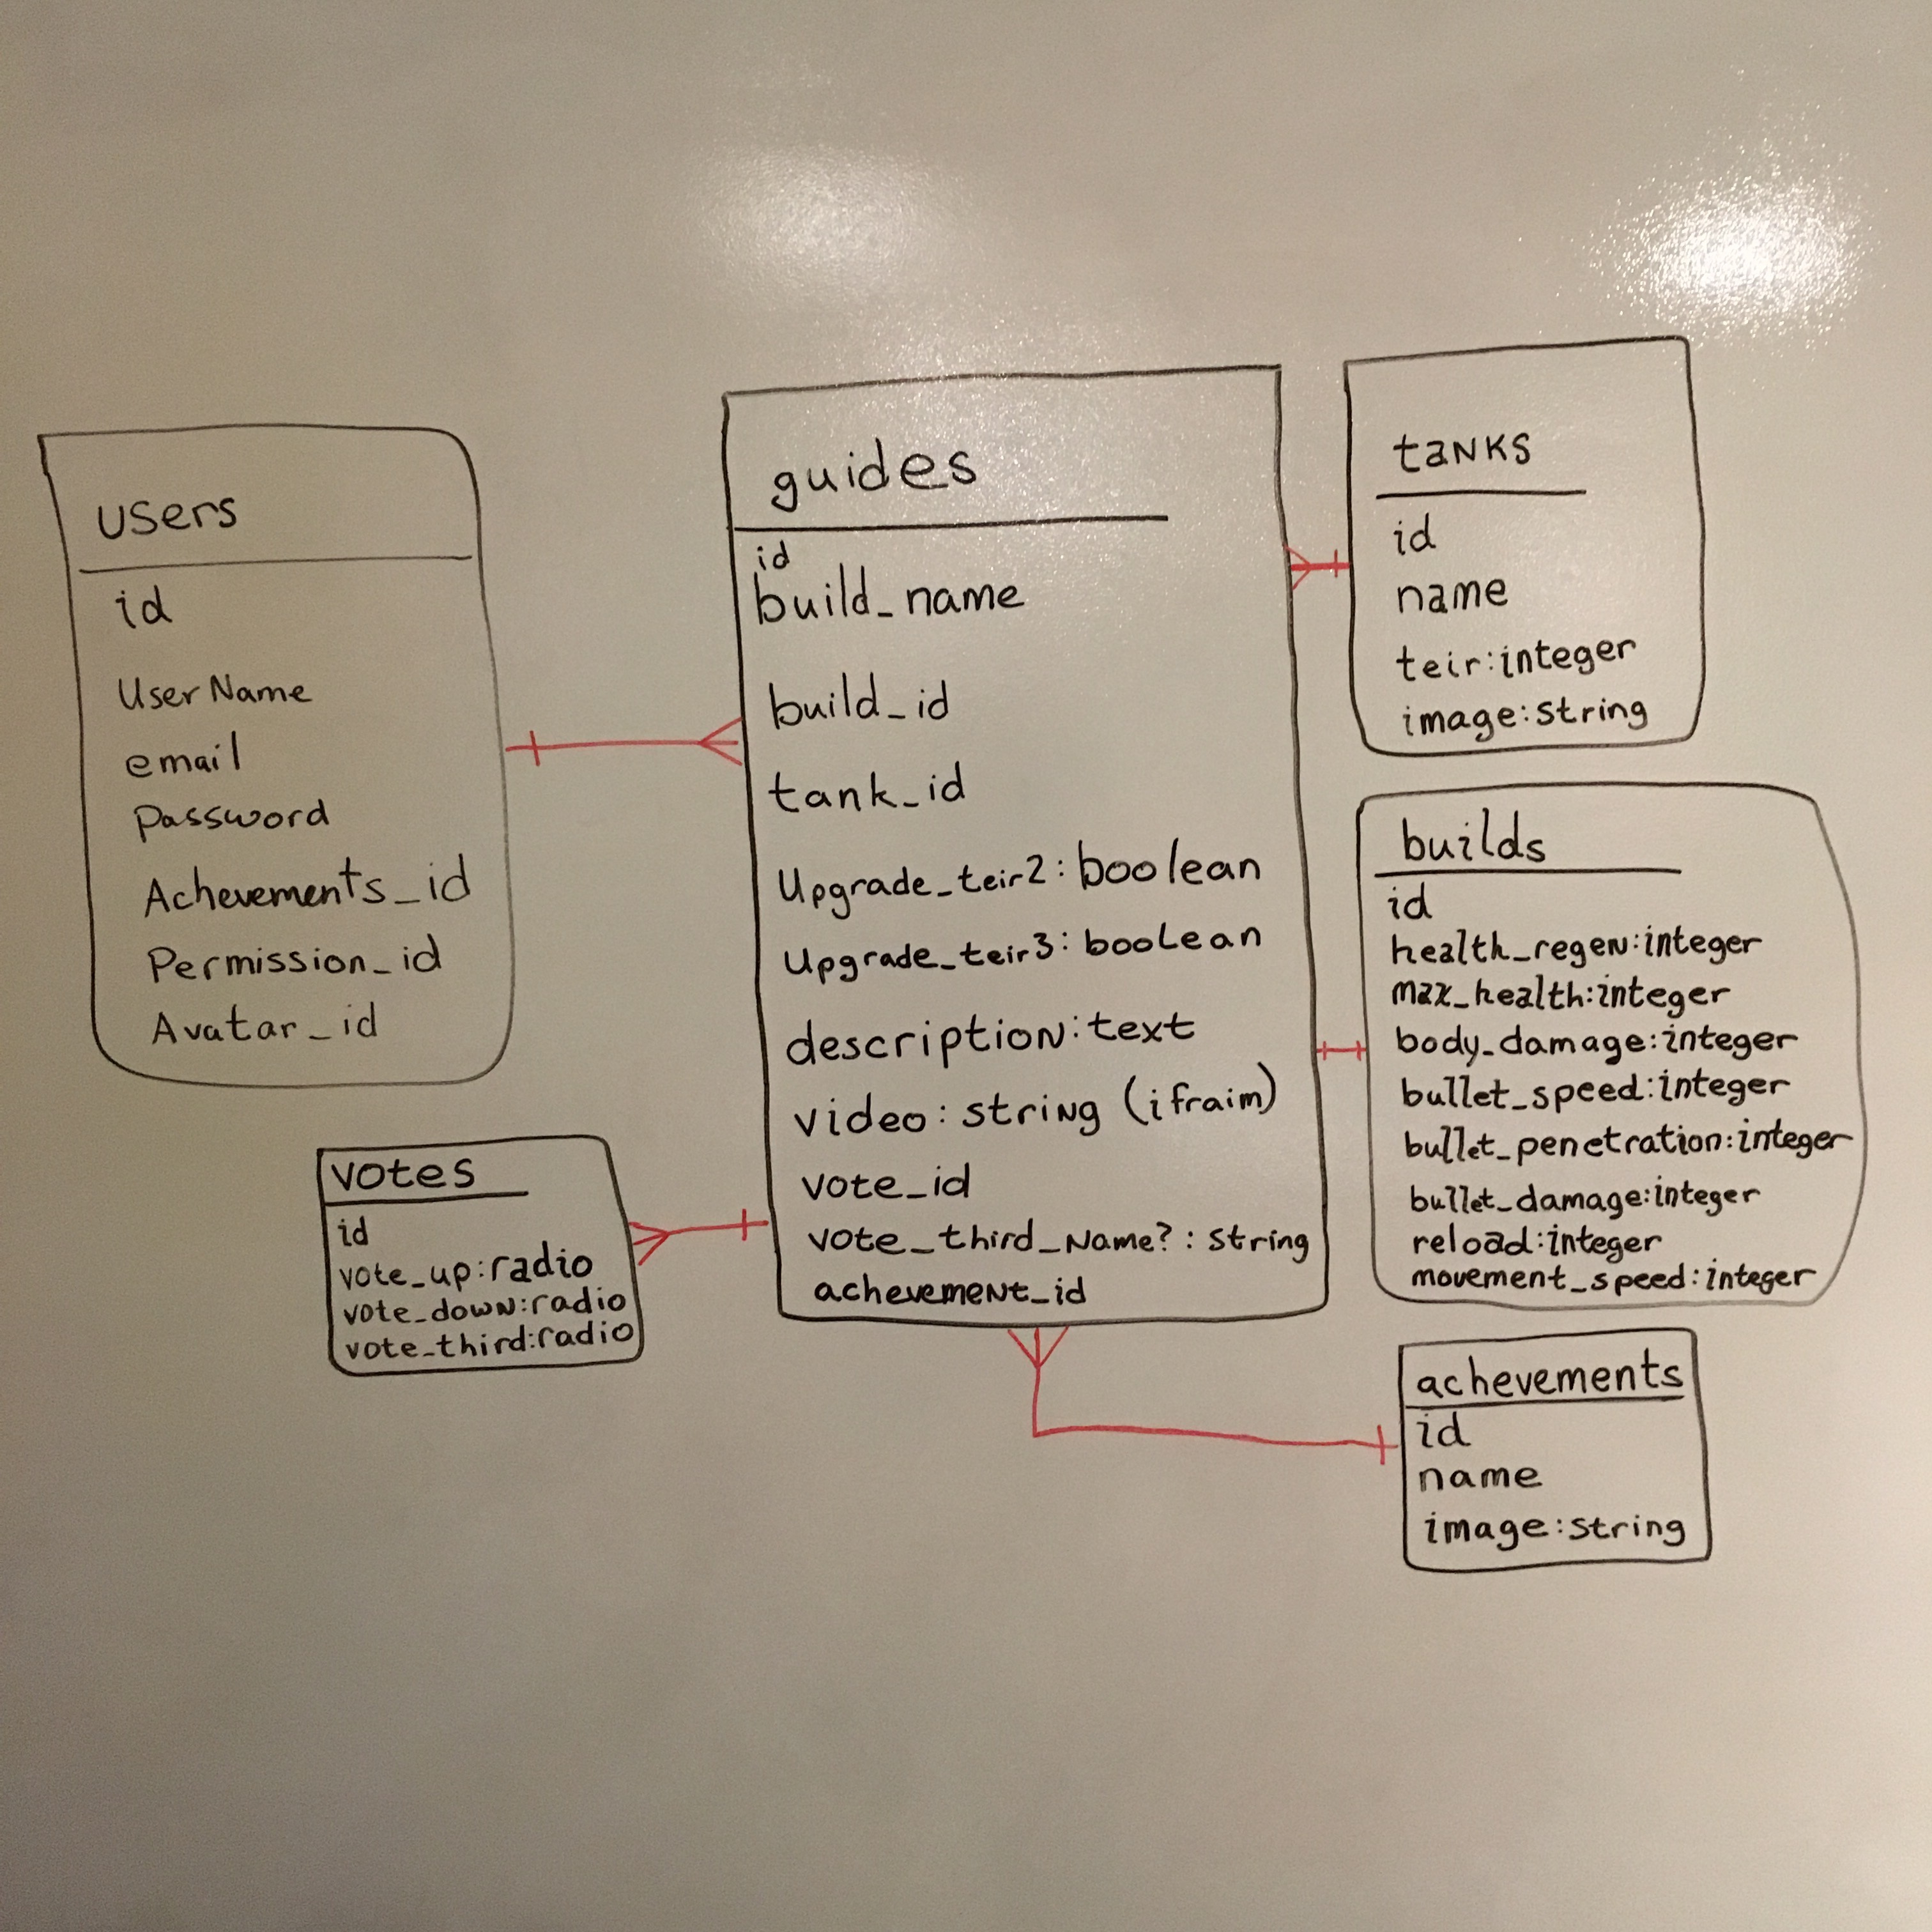 users
id
UserName
email
Password
Achevements_id
Permission_id
Avatar_id
votes
id
vote_up:radio
vote_down:radio
vote_third:radio
guides
id
build_name
build_id
tank_id
Upgrade_teir2:boolean
Upgrade_teir3:boolean
description:text
video:string (ifraim)
vote_id
vote_third_Name?:string
achevement_id
tanks
id
name
teir:integer
image:string
builds
id
health_regen:integer
max_health:integer
body_damage:integer
bullet_speed:integer
bullet_penetration:integer
bullet_damage:integer
reload:integer
movement_speed:integer
achevements
id
name
image:string